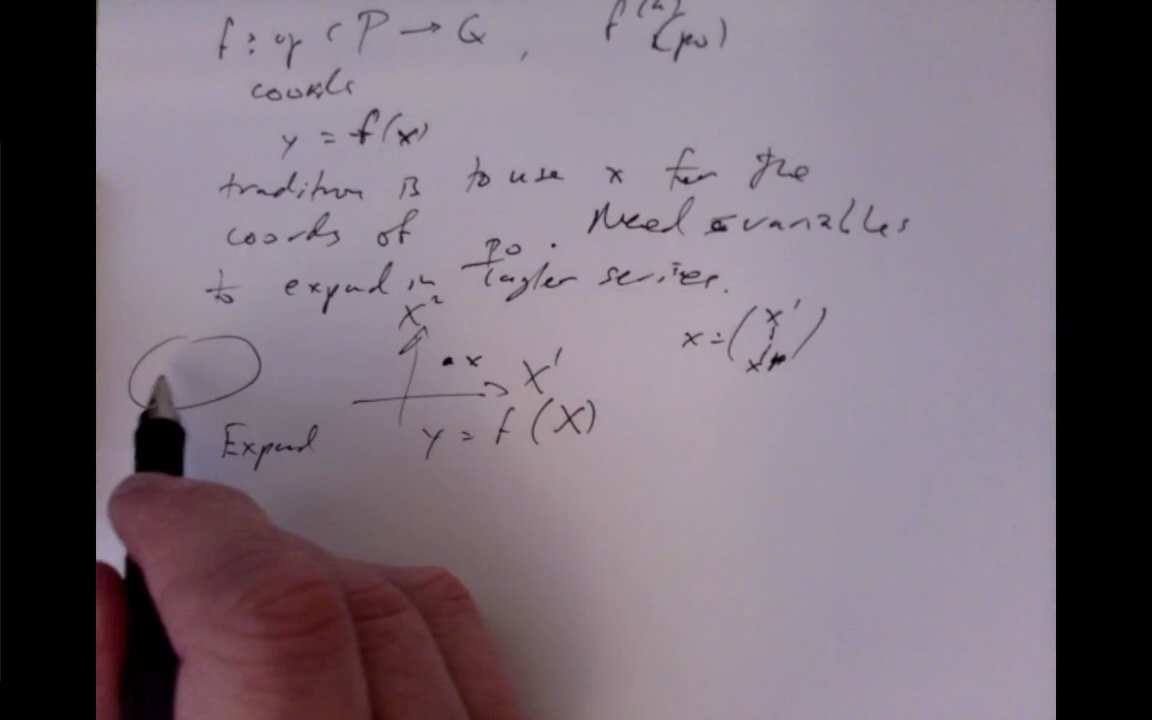 f : op ⊂ P → Q , f^(k)(p0)
coords
y = f(x)
tradition is to use x for the
coords of p0 . Need variables
to expand in Taylor series.
X²
x = (x¹
• x X¹
y = f(X)
Expand